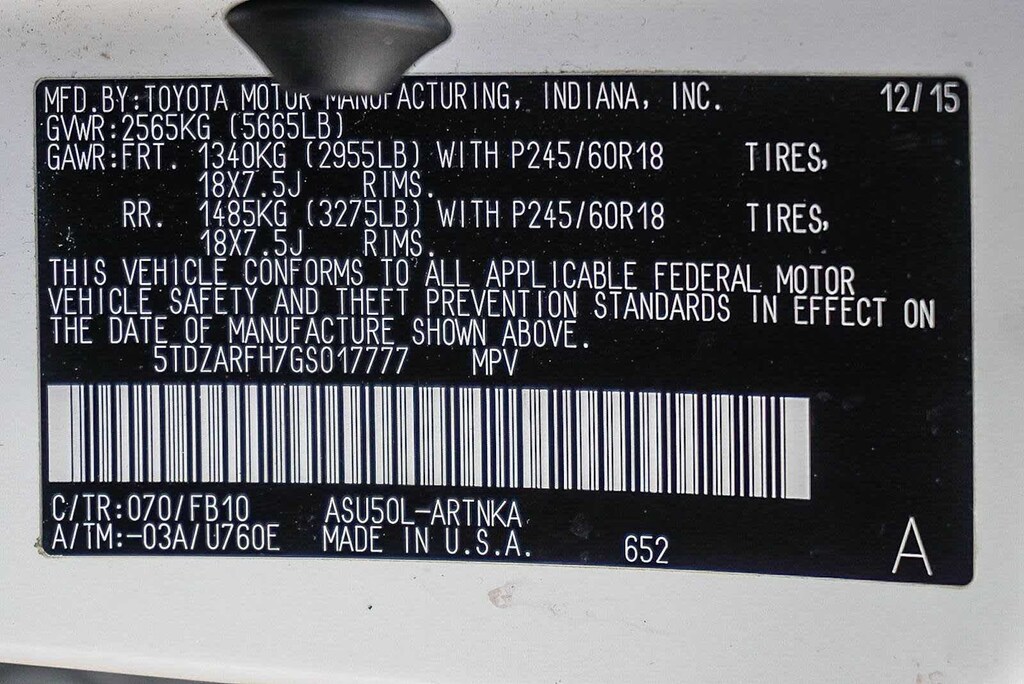 MFD.BY:TOYOTA MOTOR MANUFACTURING, INDIANA, INC. 12/15
GVWR:2565KG (5665LB)
GAWR:FRT. 1340KG (2955LB) WITH P245/60R18 TIRES,
18X7.5J RIMS.
RR. 1485KG (3275LB) WITH P245/60R18 TIRES,
18X7.5J RIMS.
THIS VEHICLE CONFORMS TO ALL APPLICABLE FEDERAL MOTOR
VEHICLE SAFETY AND THEFT PREVENTION STANDARDS IN EFFECT ON
THE DATE OF MANUFACTURE SHOWN ABOVE.
5TDZARFH7GS017777 MPV
C/TR:070/FB10 ASU50L-ARTNKA
A/TM:-03A/U760E MADE IN U.S.A. 652 A